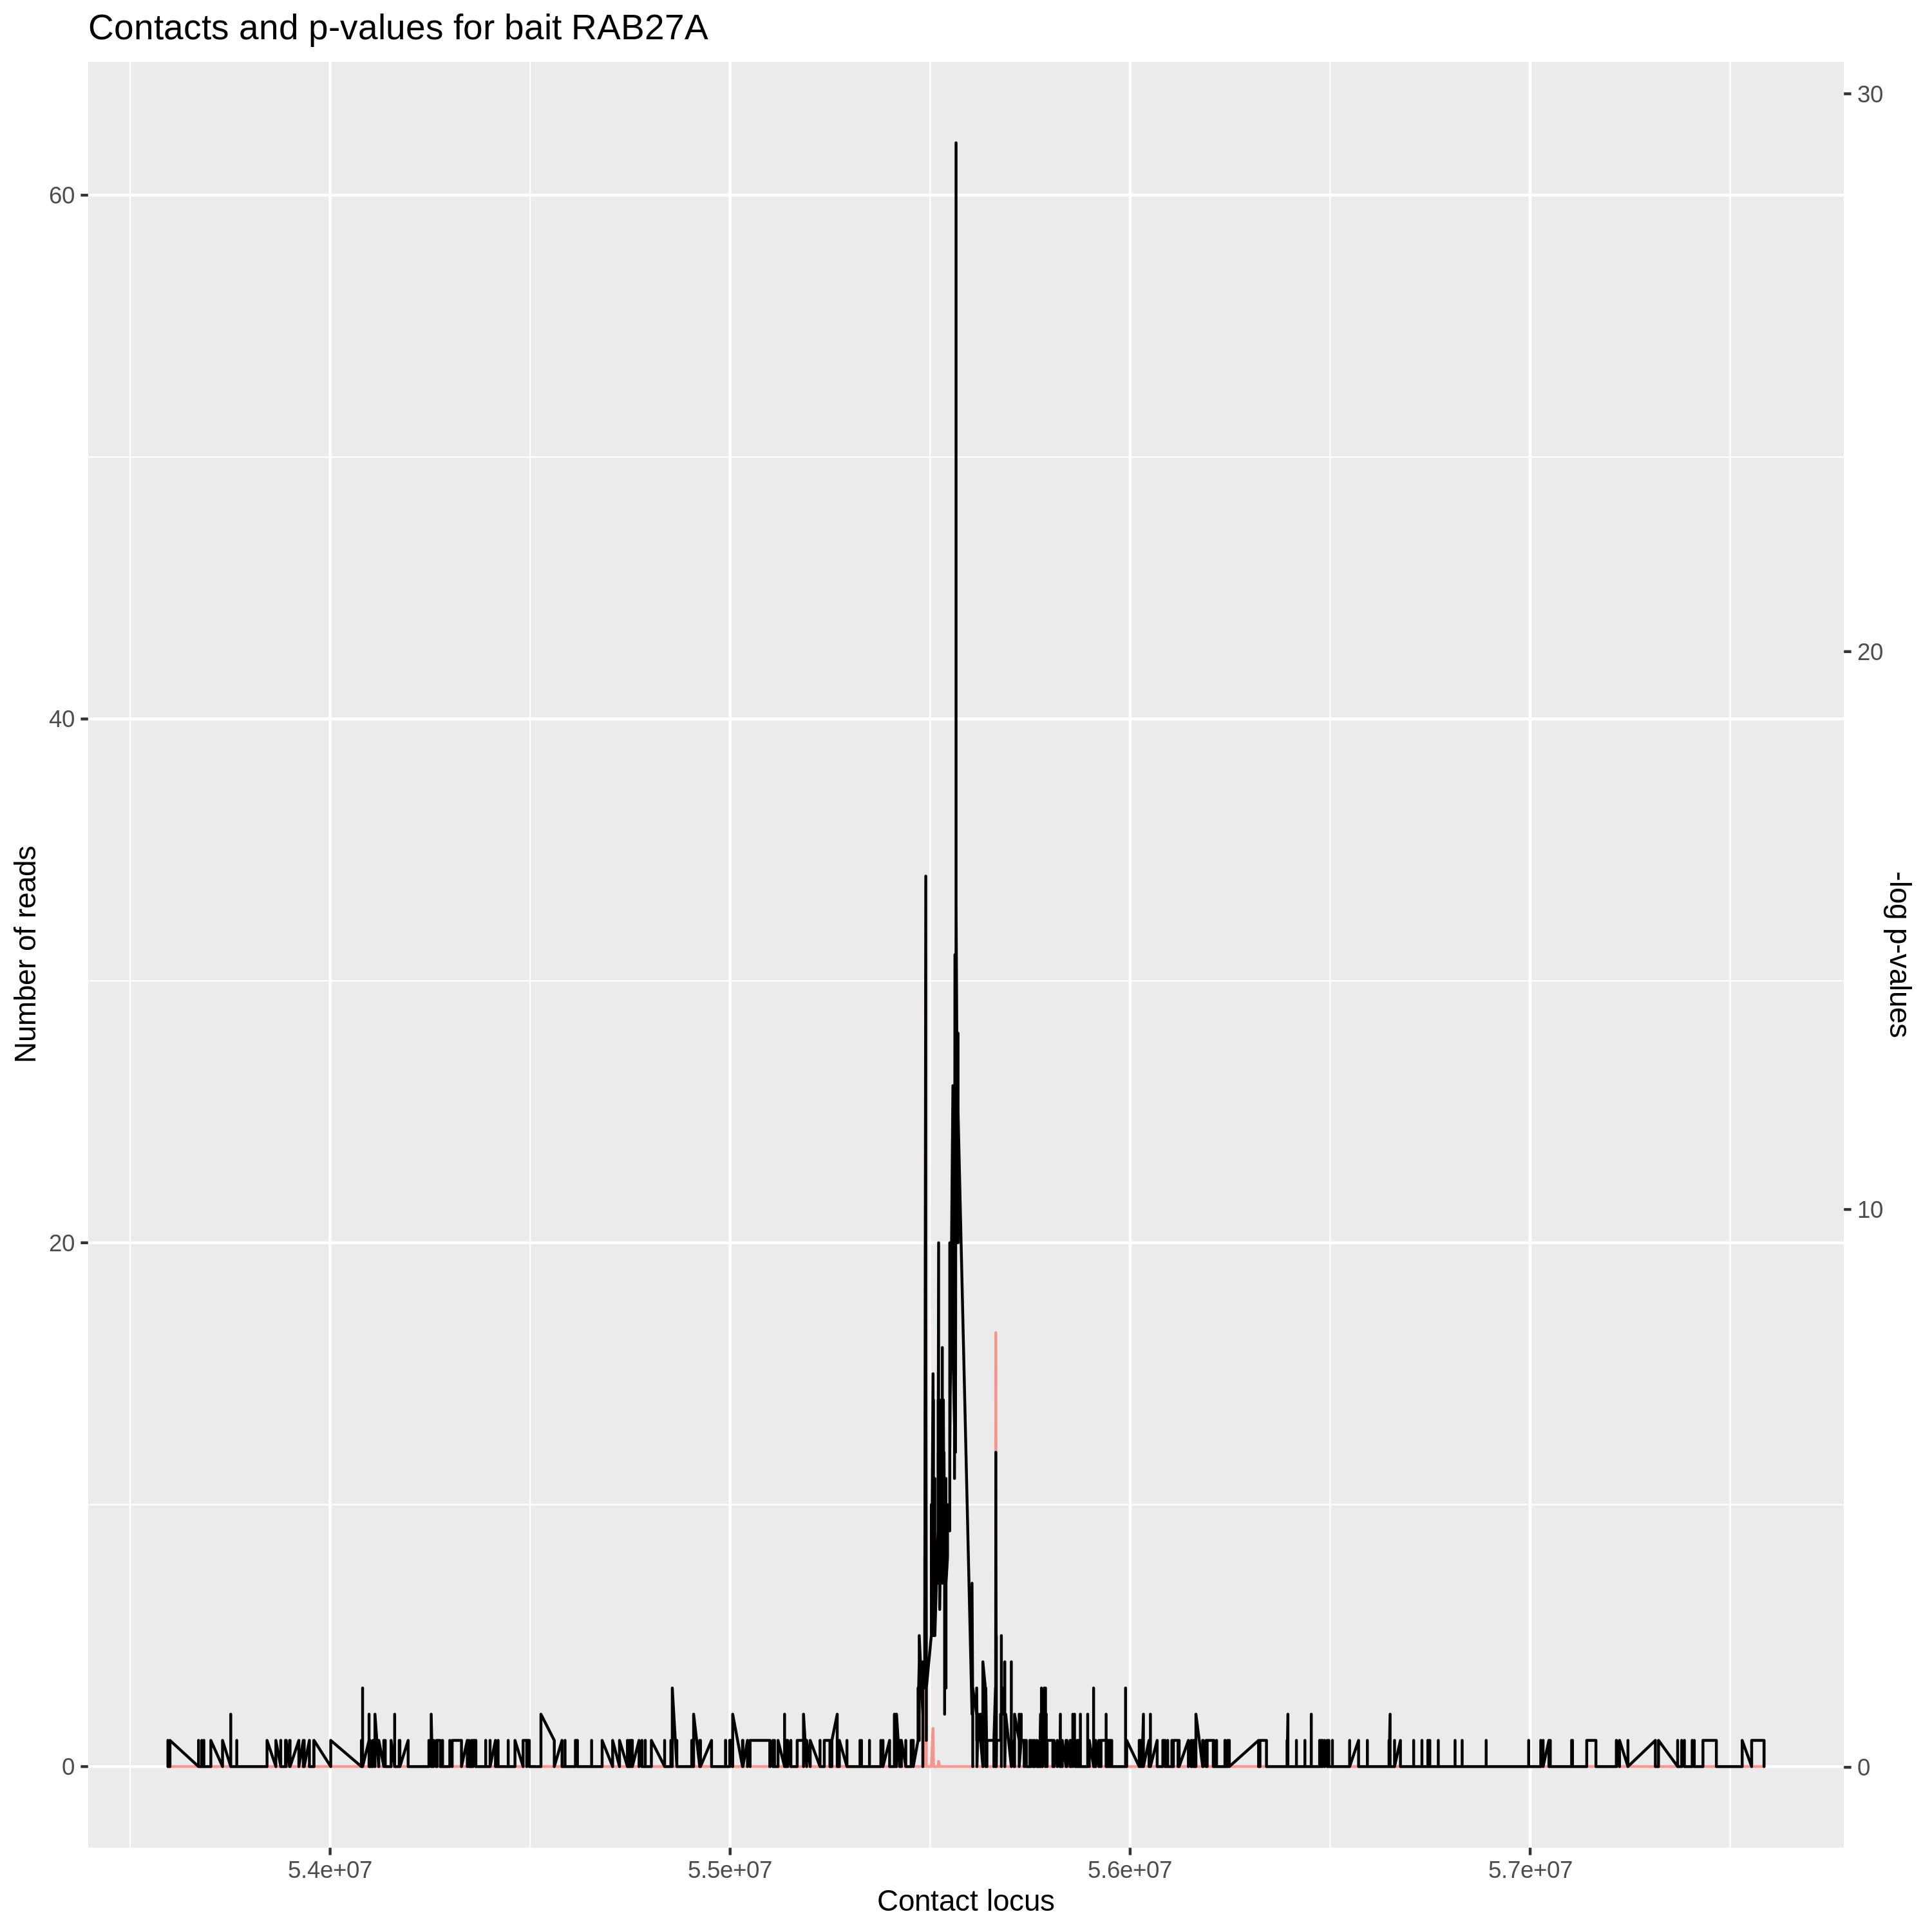 Contacts and p-values for bait RAB27A
30
60
20
40
Number of reads
-log p-values
10
20
0
0
5.4e+07 5.5e+07 5.6e+07 5.7e+07
Contact locus